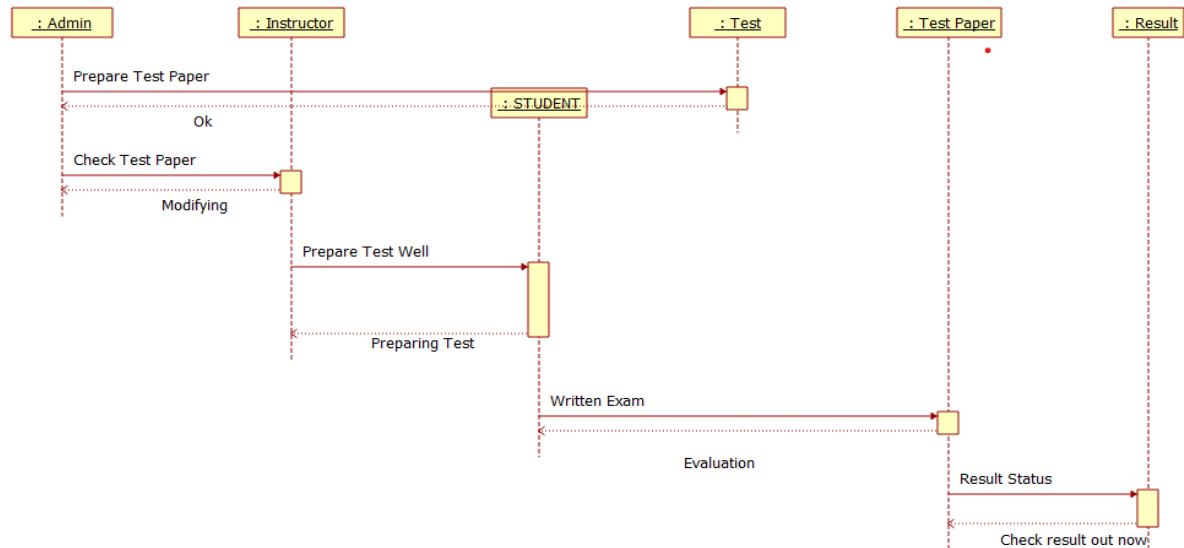 : Admin
: Instructor
: Test
: Test Paper
: Result
Prepare Test Paper
: STUDENT
Ok
Check Test Paper
Modifying
Prepare Test Well
Preparing Test
Written Exam
Evaluation
Result Status
Check result out now